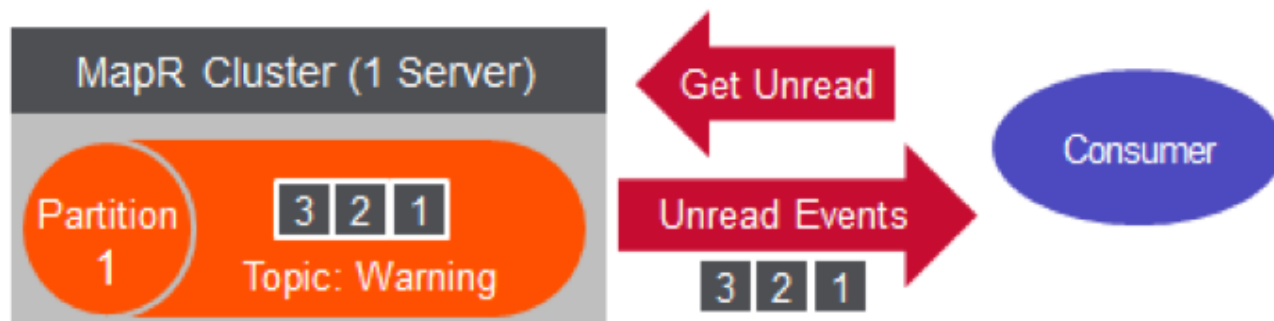 MapR Cluster (1 Server)
Get Unread
Consumer
Partition
1
3 2 1
Topic: Warning
Unread Events
3 2 1